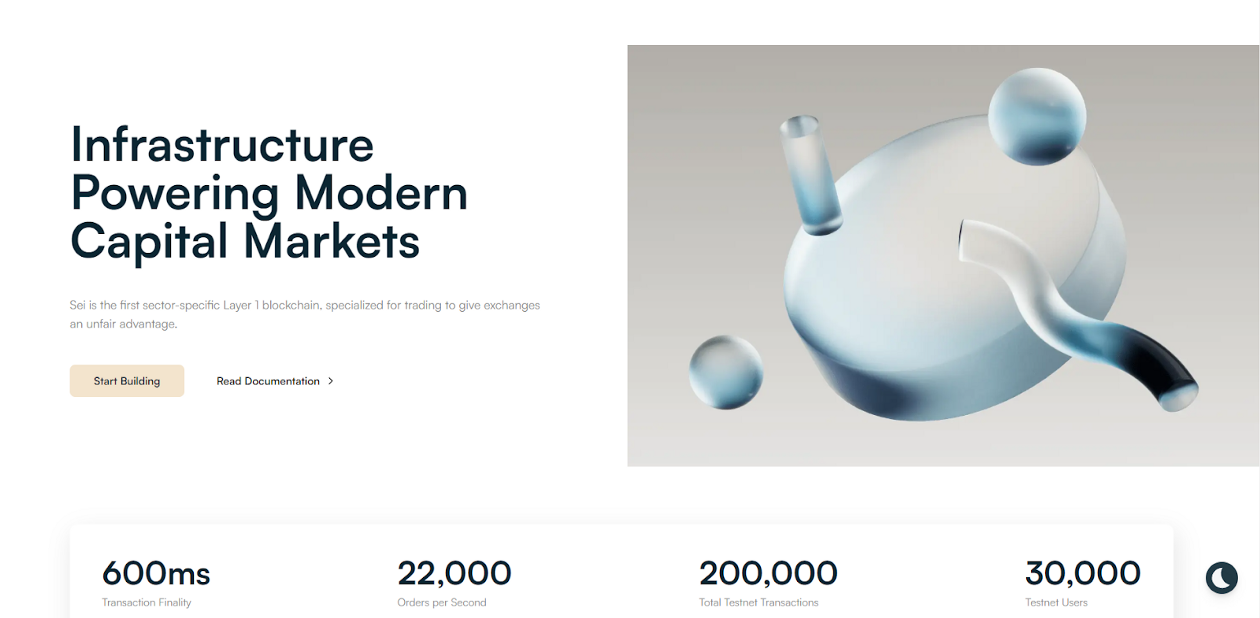 Infrastructure
Powering Modern
Capital Markets
Sei is the first sector-specific Layer 1 blockchain, specialized for trading to give exchanges
an unfair advantage.
Start Building
Read Documentation
600ms
Transaction Finality
22,000
Orders per Second
200,000
Total Testnet Transactions
30,000
Testnet Users